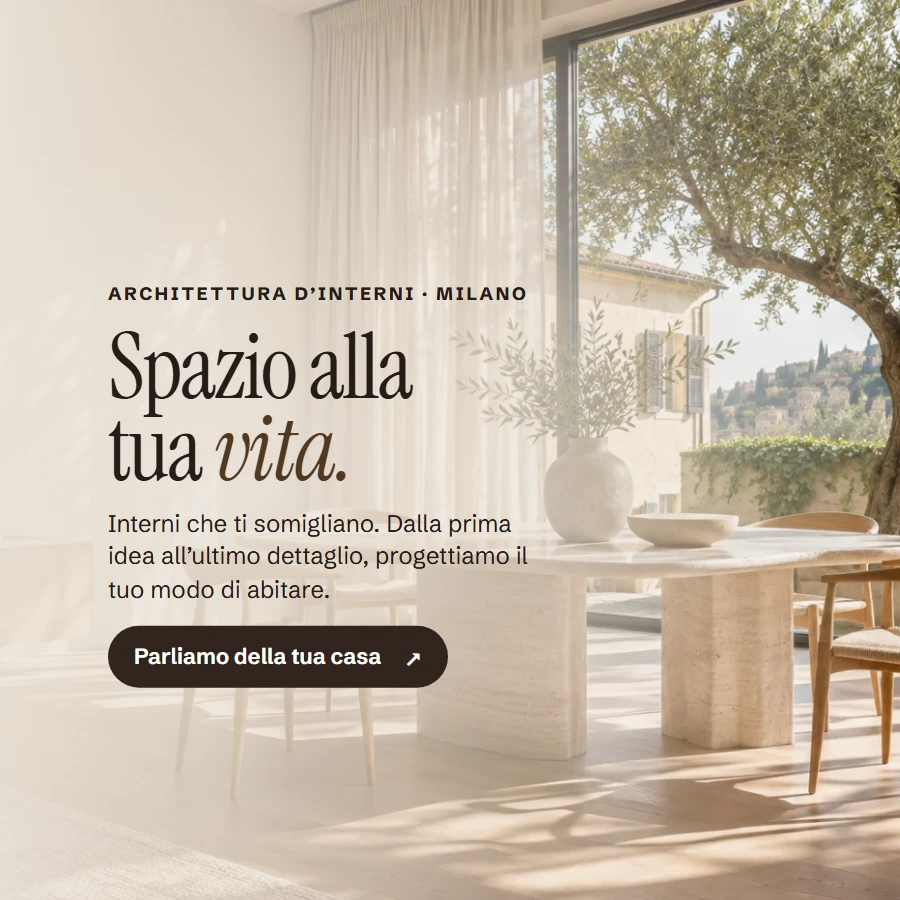 ARCHITETTURA D’INTERNI · MILANO
Spazio alla
tua vita.
Interni che ti somigliano. Dalla prima
idea all’ultimo dettaglio, progettiamo il
tuo modo di abitare.
Parliamo della tua casa ↗